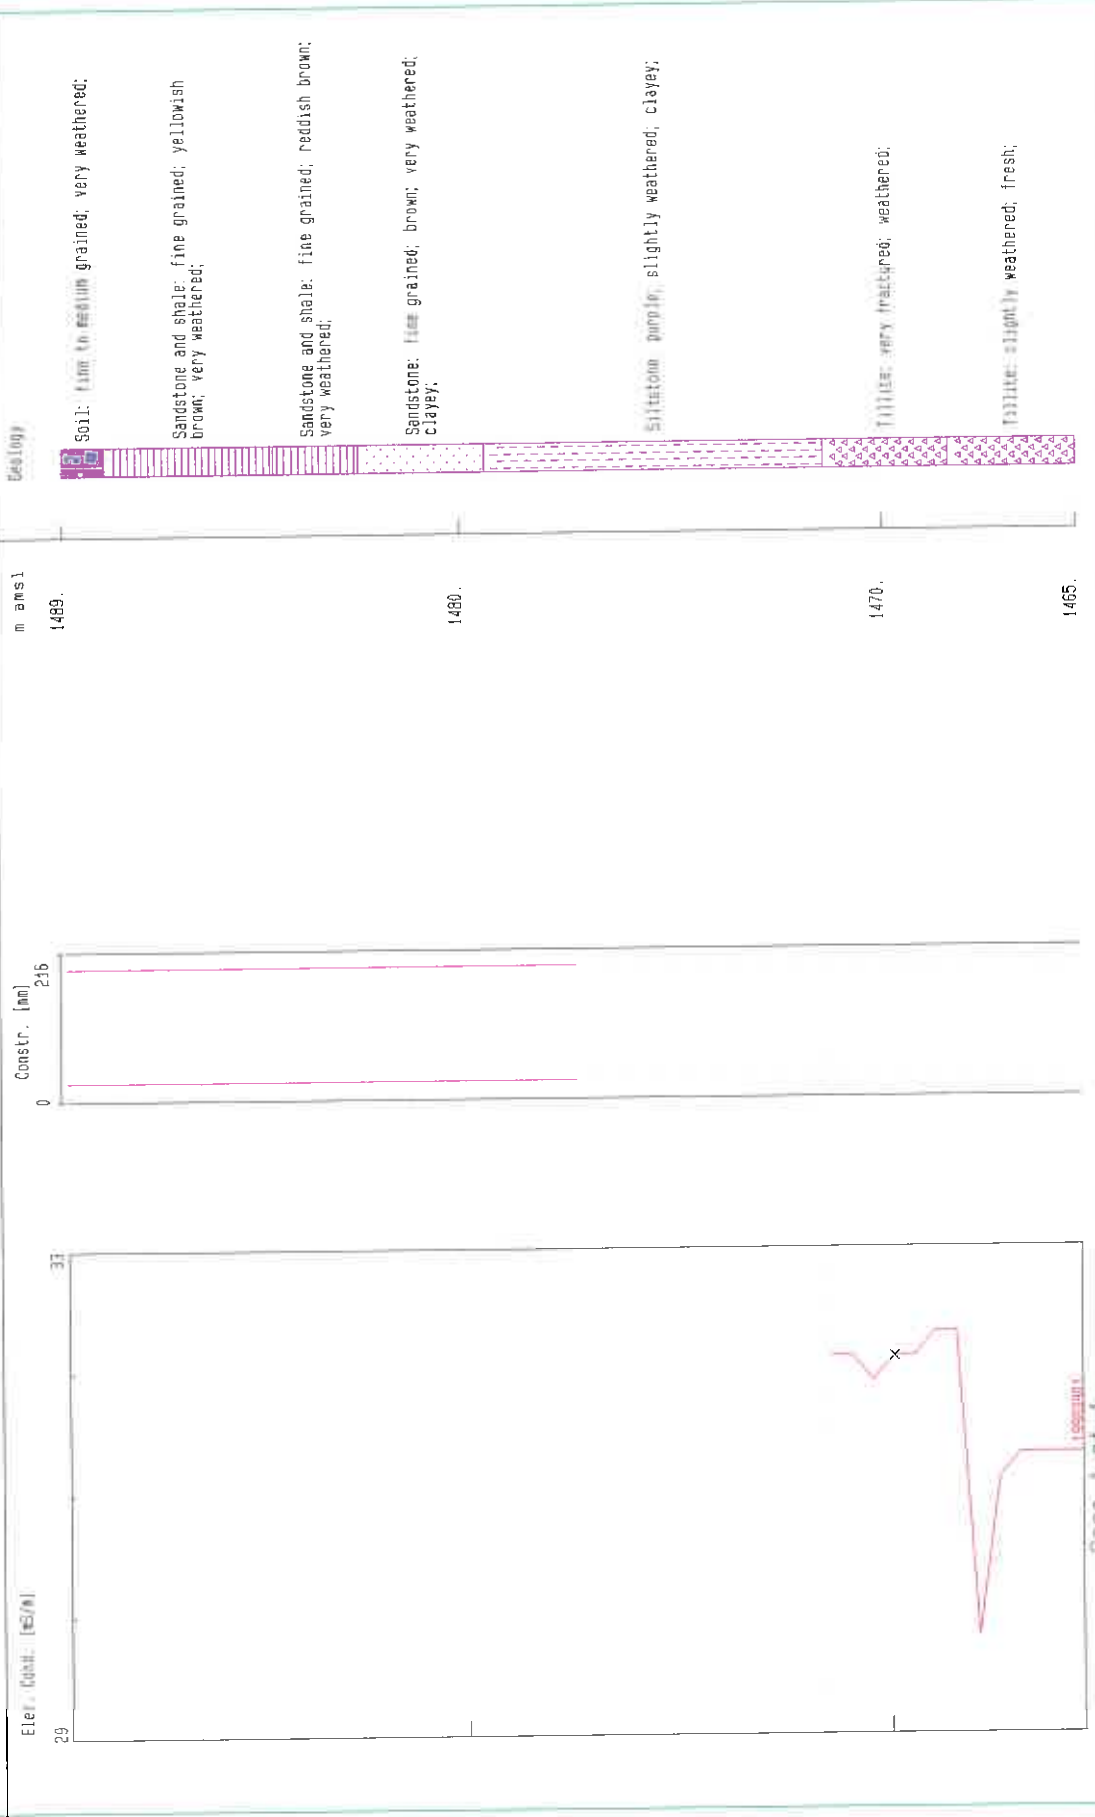 Elec. Cond. [mS/m]
29
33
Constr. [mm]
0
216
m amsl
1489.
1480.
1470.
1465.
Geology
Soil: fine to medium grained; very weathered;
Sandstone and shale: fine grained; yellowish
brown; very weathered;
Sandstone and shale: fine grained; reddish brown;
very weathered;
Sandstone: fine grained; brown; very weathered;
clayey;
Siltstone purple; slightly weathered; clayey;
Tillite: very fractured; weathered;
Tillite: slightly weathered; fresh;